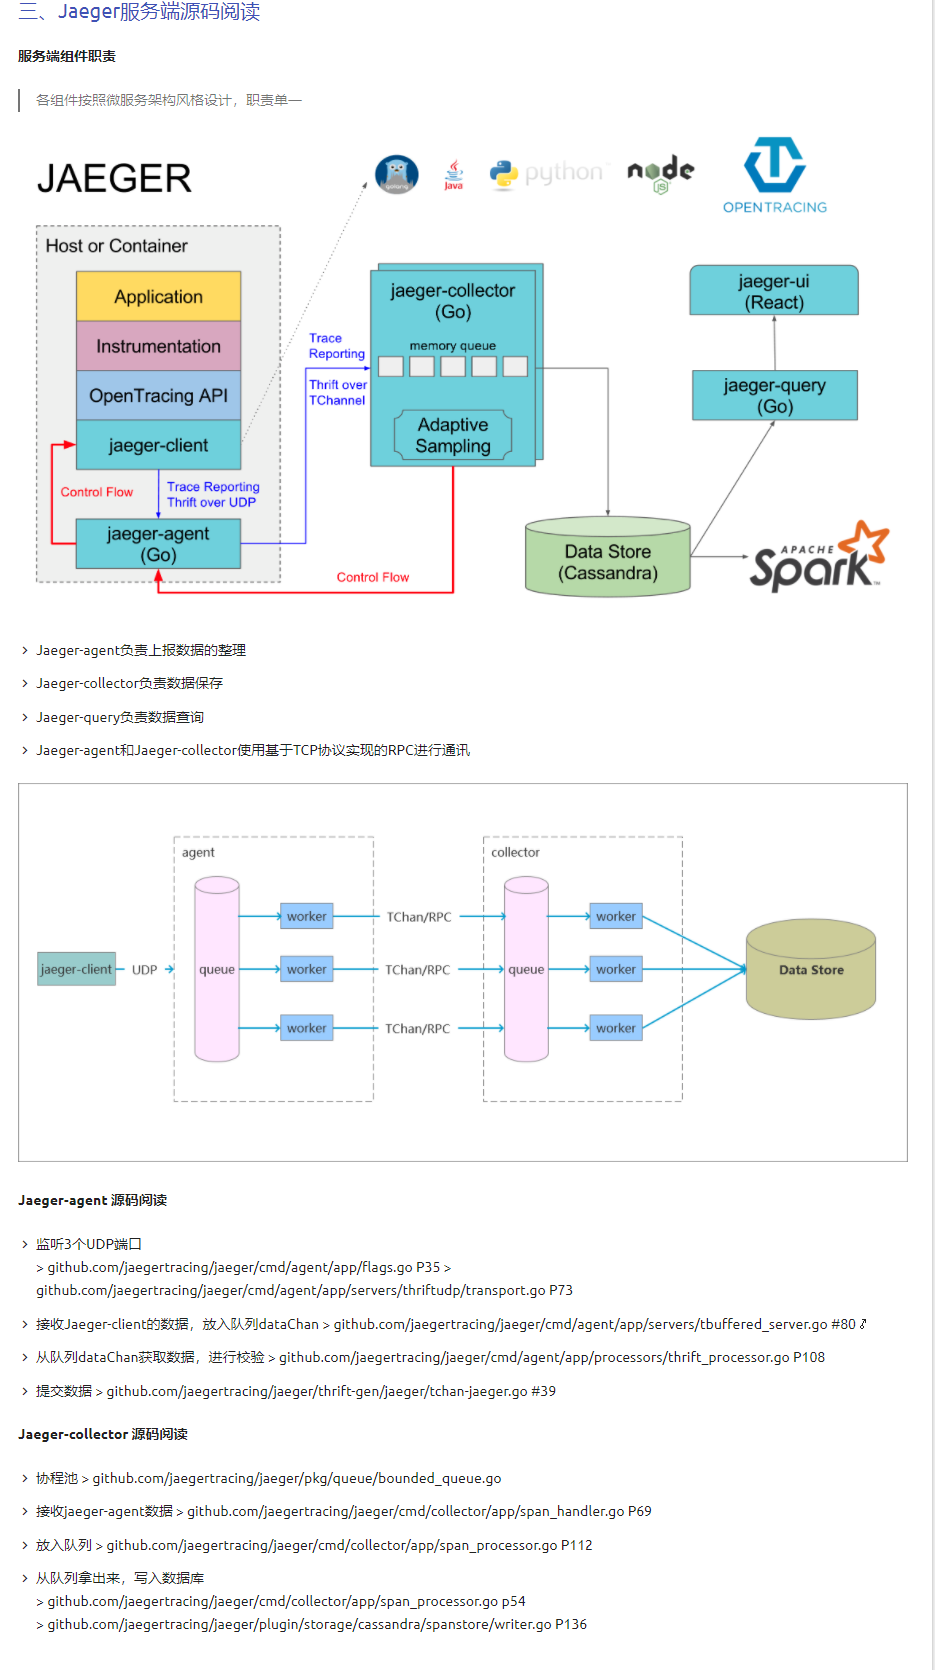 三、Jaeger服务端源码阅读
服务端组件职责
各组件按照微服务架构风格设计，职责单一
JAEGER
Java
python
node
JS
OPENTRACING
Host or Container
Application
Instrumentation
OpenTracing API
jaeger-client
Control Flow
Trace Reporting
Thrift over UDP
jaeger-agent
(Go)
Trace
Reporting
Thrift over
TChannel
jaeger-collector
(Go)
memory queue
Adaptive
Sampling
Control Flow
jaeger-ui
(React)
jaeger-query
(Go)
Data Store
(Cassandra)
APACHE
Spark
Jaeger-agent负责上报数据的整理
Jaeger-collector负责数据保存
Jaeger-query负责数据查询
Jaeger-agent和Jaeger-collector使用基于TCP协议实现的RPC进行通讯
agent
collector
worker TChan/RPC worker
jaeger-client UDP queue worker TChan/RPC queue worker Data Store
worker TChan/RPC worker
Jaeger-agent 源码阅读
监听3个UDP端口
> github.com/jaegertracing/jaeger/cmd/agent/app/flags.go P35 >
github.com/jaegertracing/jaeger/cmd/agent/app/servers/thriftudp/transport.go P73
接收Jaeger-client的数据，放入队列dataChan > github.com/jaegertracing/jaeger/cmd/agent/app/servers/tbuffered_server.go #80
从队列dataChan获取数据，进行校验 > github.com/jaegertracing/jaeger/cmd/agent/app/processors/thrift_processor.go P108
提交数据 > github.com/jaegertracing/jaeger/thrift-gen/jaeger/tchan-jaeger.go #39
Jaeger-collector 源码阅读
协程池 > github.com/jaegertracing/jaeger/pkg/queue/bounded_queue.go
接收jaeger-agent数据 > github.com/jaegertracing/jaeger/cmd/collector/app/span_handler.go P69
放入队列 > github.com/jaegertracing/jaeger/cmd/collector/app/span_processor.go P112
从队列拿出来，写入数据库
> github.com/jaegertracing/jaeger/cmd/collector/app/span_processor.go p54
> github.com/jaegertracing/jaeger/plugin/storage/cassandra/spanstore/writer.go P136